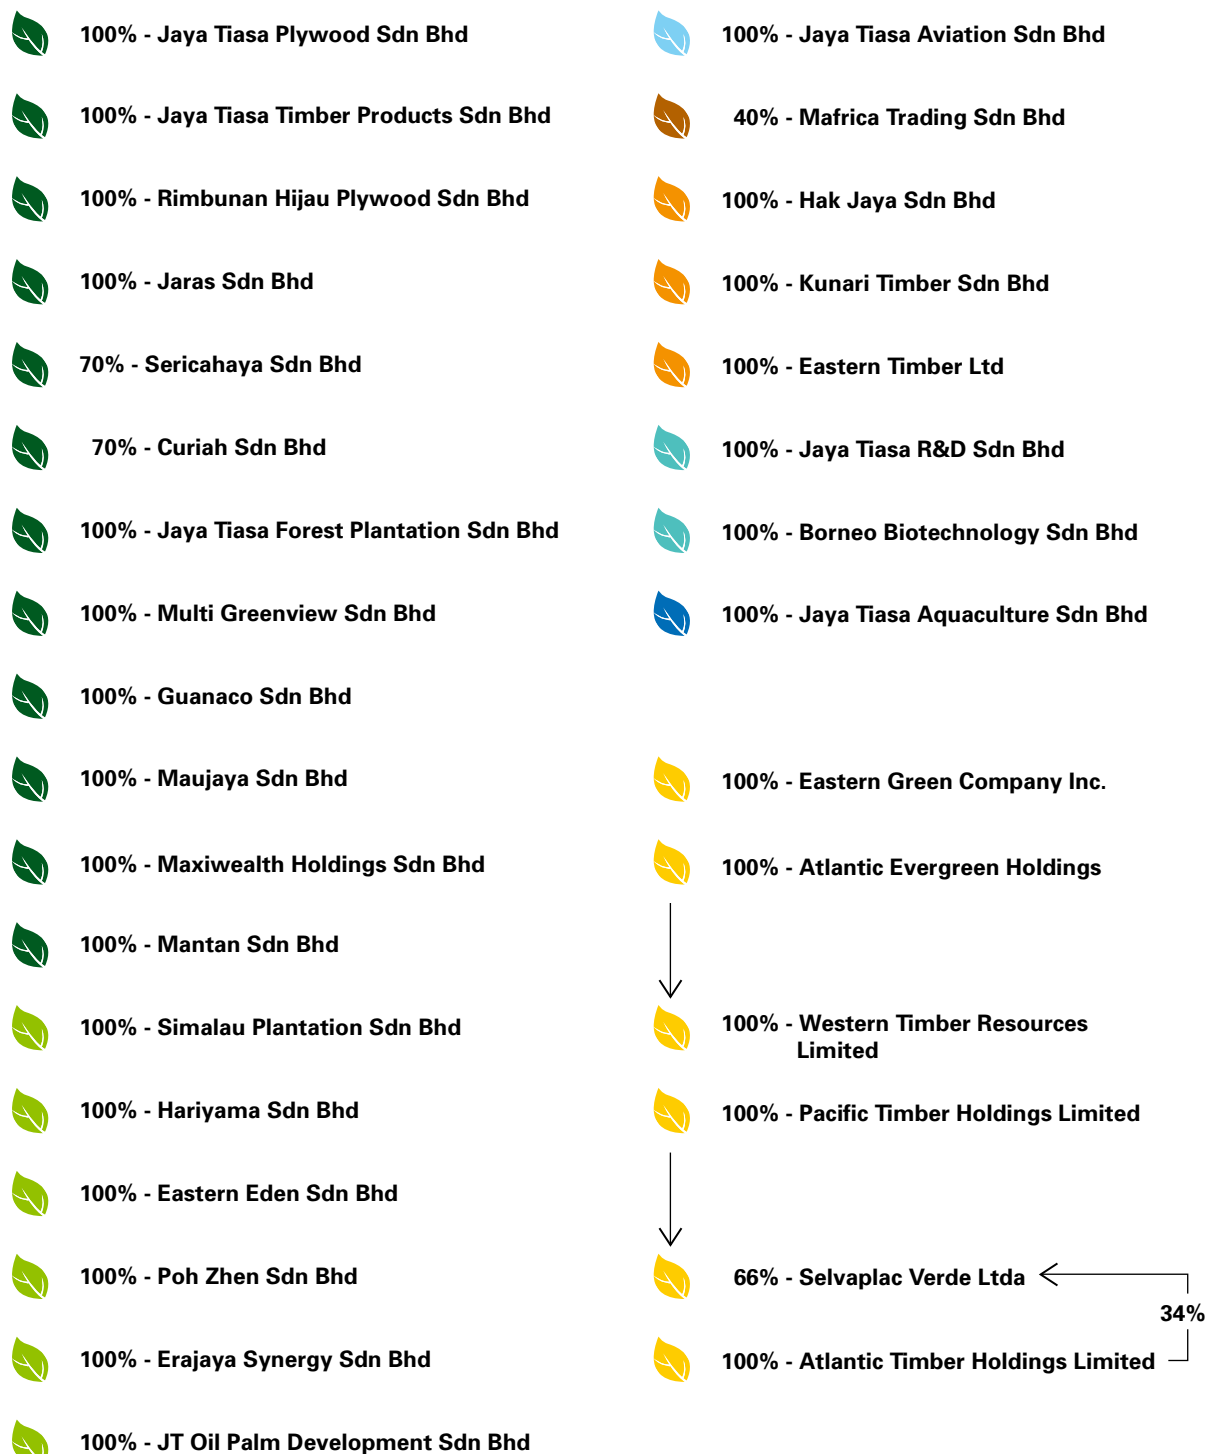 100% - Jaya Tiasa Plywood Sdn Bhd
100% - Jaya Tiasa Timber Products Sdn Bhd
100% - Rimbunan Hijau Plywood Sdn Bhd
100% - Jaras Sdn Bhd
70% - Sericahaya Sdn Bhd
70% - Curiah Sdn Bhd
100% - Jaya Tiasa Forest Plantation Sdn Bhd
100% - Multi Greenview Sdn Bhd
100% - Guanaco Sdn Bhd
100% - Maujaya Sdn Bhd
100% - Maxiwealth Holdings Sdn Bhd
100% - Mantan Sdn Bhd
100% - Simalau Plantation Sdn Bhd
100% - Hariyama Sdn Bhd
100% - Eastern Eden Sdn Bhd
100% - Poh Zhen Sdn Bhd
100% - Erajaya Synergy Sdn Bhd
100% - JT Oil Palm Development Sdn Bhd
100% - Jaya Tiasa Aviation Sdn Bhd
40% - Mafrica Trading Sdn Bhd
100% - Hak Jaya Sdn Bhd
100% - Kunari Timber Sdn Bhd
100% - Eastern Timber Ltd
100% - Jaya Tiasa R&D Sdn Bhd
100% - Borneo Biotechnology Sdn Bhd
100% - Jaya Tiasa Aquaculture Sdn Bhd
100% - Eastern Green Company Inc.
100% - Atlantic Evergreen Holdings
100% - Western Timber Resources
Limited
100% - Pacific Timber Holdings Limited
66% - Selvaplac Verde Ltda
34%
100% - Atlantic Timber Holdings Limited